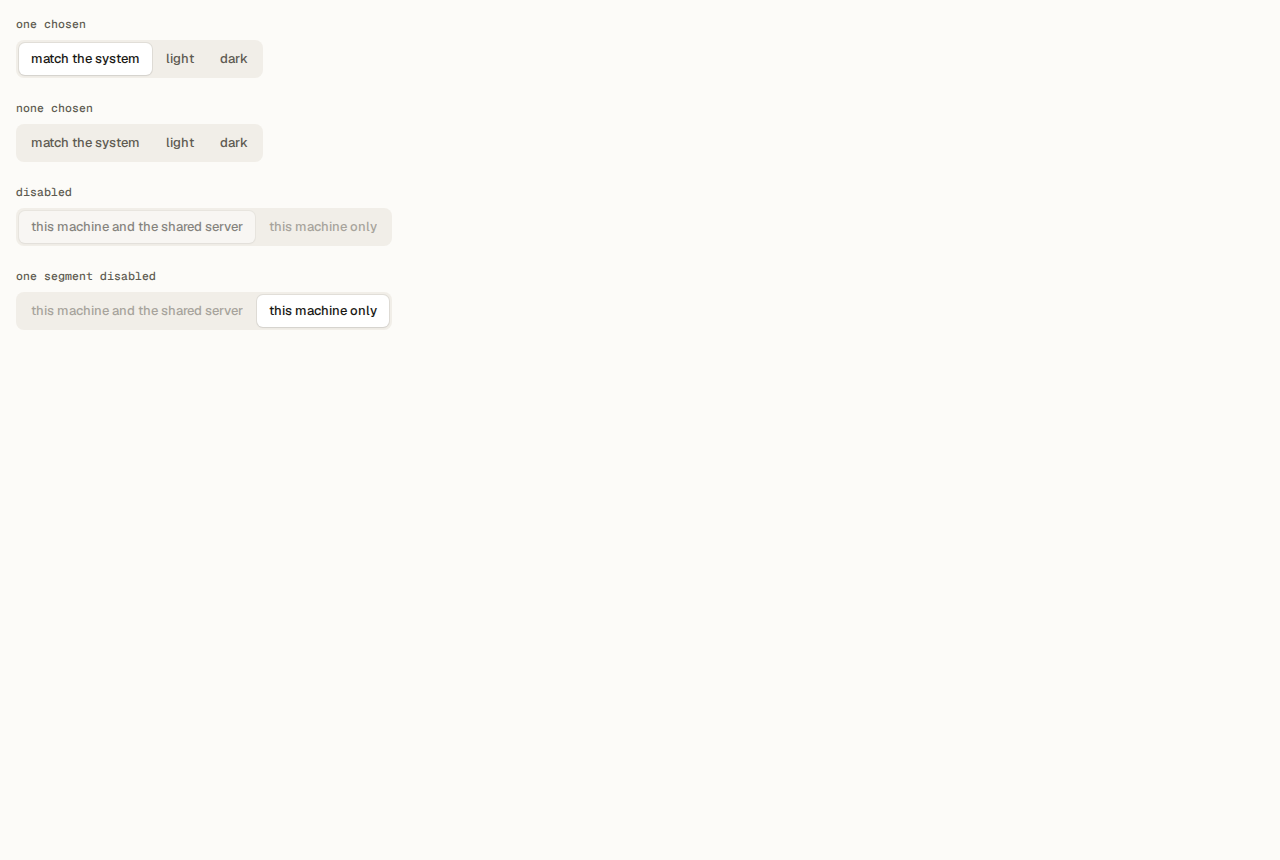 one chosen
match the system light dark
none chosen
match the system light dark
disabled
this machine and the shared server this machine only
one segment disabled
this machine and the shared server this machine only